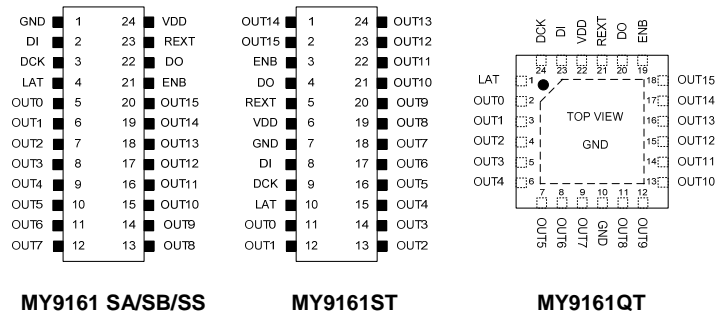 GND 1 24 VDD
DI 2 23 REXT
DCK 3 22 DO
LAT 4 21 ENB
OUT0 5 20 OUT15
OUT1 6 19 OUT14
OUT2 7 18 OUT13
OUT3 8 17 OUT12
OUT4 9 16 OUT11
OUT5 10 15 OUT10
OUT6 11 14 OUT9
OUT7 12 13 OUT8
MY9161 SA/SB/SS
OUT14 1 24 OUT13
OUT15 2 23 OUT12
ENB 3 22 OUT11
DO 4 21 OUT10
REXT 5 20 OUT9
VDD 6 19 OUT8
GND 7 18 OUT7
DI 8 17 OUT6
DCK 9 16 OUT5
LAT 10 15 OUT4
OUT0 11 14 OUT3
OUT1 12 13 OUT2
MY9161ST
DCK DI VDD REXT DO ENB
24 23 22 21 20 19
LAT 1 18 OUT15
OUT0 2 17 OUT14
OUT1 3 TOP VIEW 16 OUT13
OUT2 4 GND 15 OUT12
OUT3 5 14 OUT11
OUT4 6 13 OUT10
7 8 9 10 11 12
OUT5 OUT6 OUT7 GND OUT8 OUT9
MY9161QT